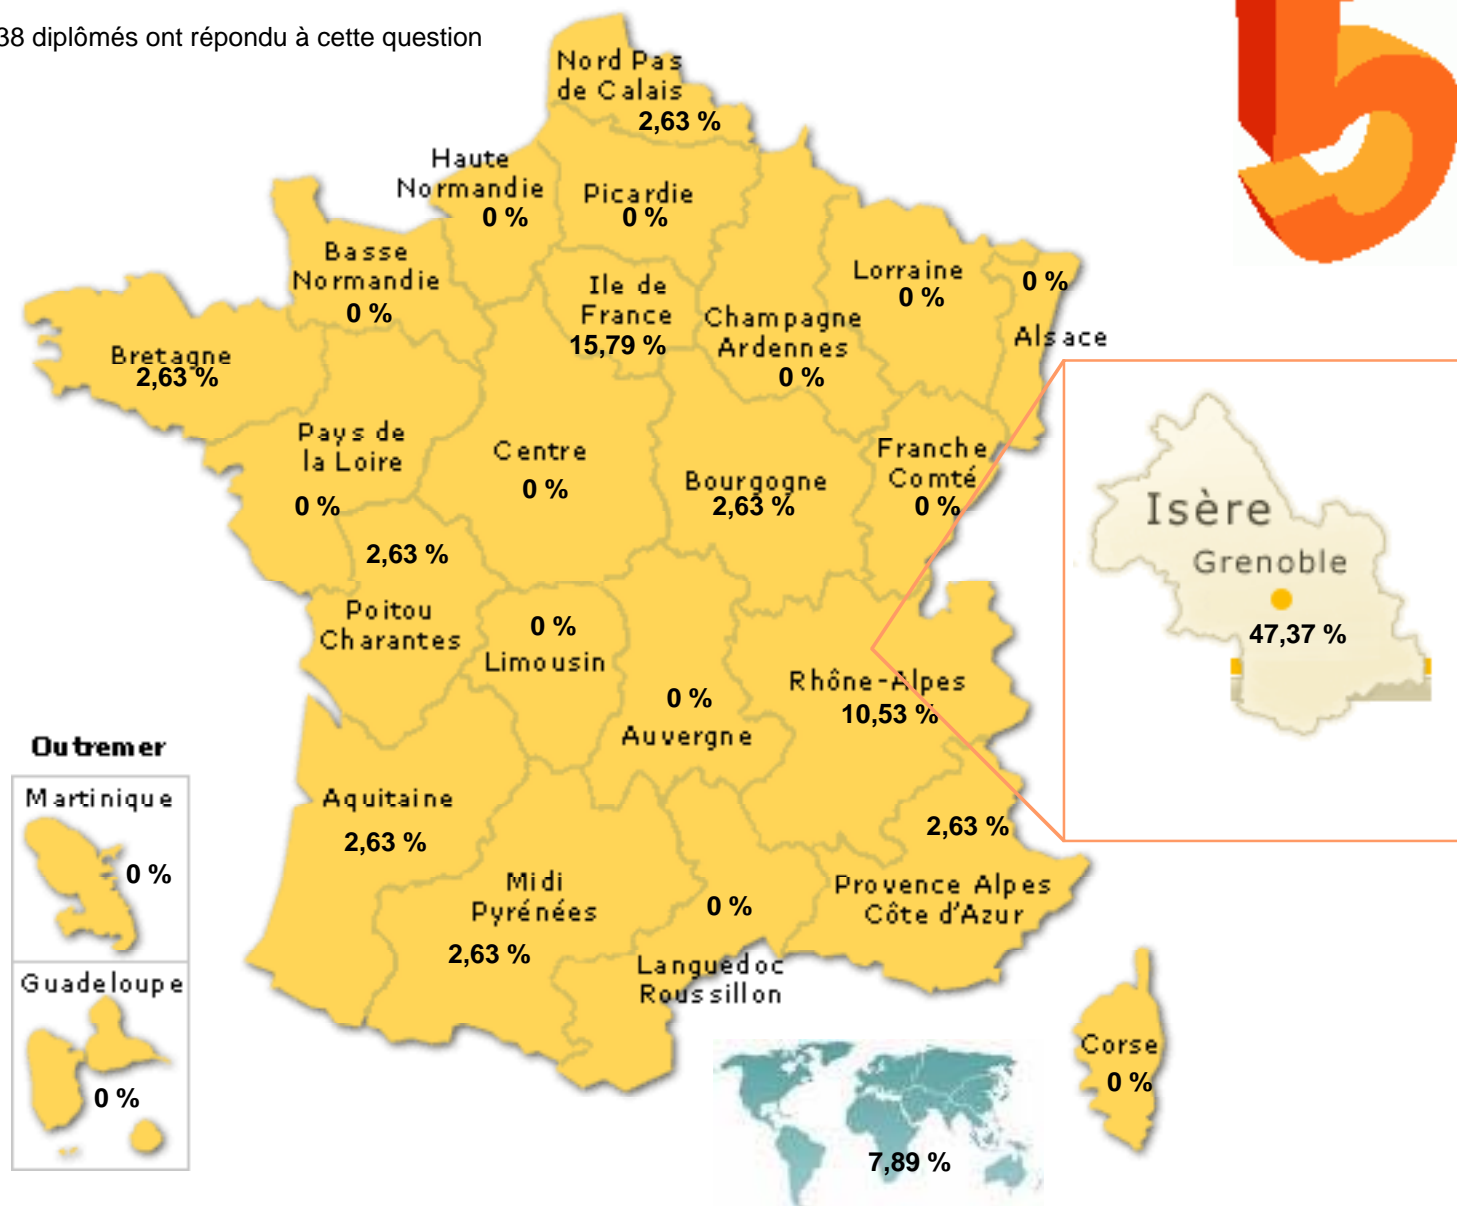 38 diplômés ont répondu à cette question
Nord Pas
de Calais
2,63 %
Haute
Normandie
0 %
Picardie
0 %
Basse
Normandie
0 %
Ile de
France
15,79 %
Champagne
Ardennes
0 %
Lorraine
0 %
0 %
Alsace
Bretagne
2,63 %
Pays de
la Loire
0 %
Centre
0 %
Bourgogne
2,63 %
Franche
Comté
0 %
Isère
Grenoble
47,37 %
2,63 %
Poitou
Charantes
0 %
Limousin
0 %
Auvergne
Rhône-Alpes
10,53 %
Outremer
Martinique
0 %
Guadeloupe
0 %
Aquitaine
2,63 %
Midi
Pyrénées
2,63 %
0 %
Languedoc
Roussillon
2,63 %
Provence Alpes
Côte d'Azur
Corse
0 %
7,89 %